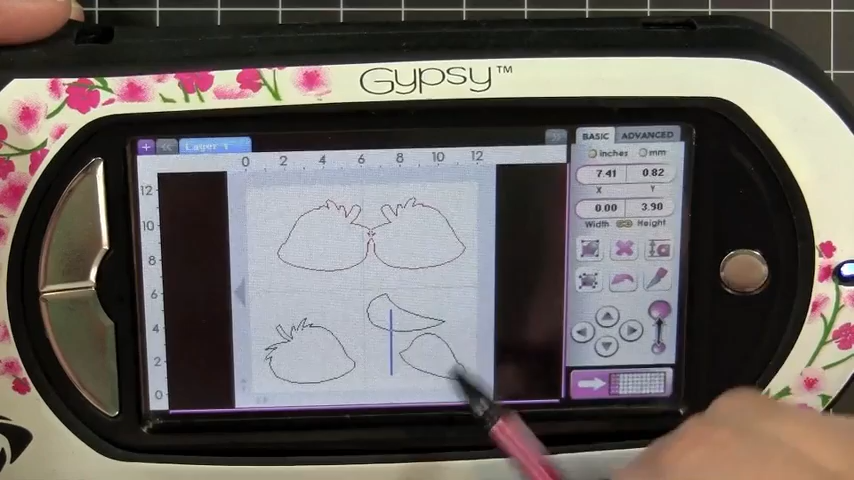 Gypsy™
+ << Layer 1 >>
BASIC ADVANCED
inches mm
7.41 0.82
X Y
0.00 3.90
Width Height
0 2 4 6 8 10 12
12
10
8
6
4
2
0